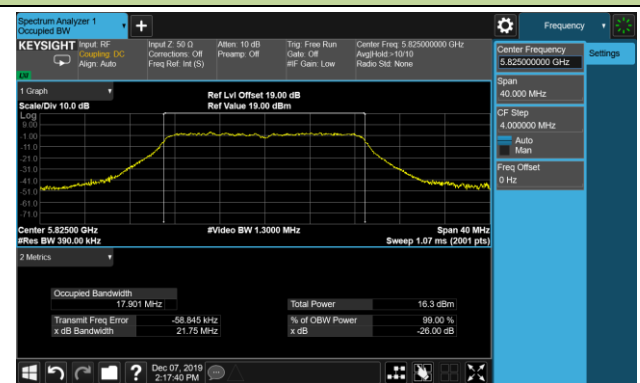 Spectrum Analyzer 1
Occupied BW
Frequency
KEYSIGHT
Input: RF
Coupling: DC
Align: Auto
Input Z: 50 Ω
Corrections: Off
Freq Ref: Int (S)
Atten: 10 dB
Preamp: Off
Trig: Free Run
Gate: Off
#IF Gain: Low
Center Freq: 5.825000000 GHz
Avg|Hold:>10/10
Radio Std: None
Center Frequency
5.825000000 GHz
Settings
Span
40.000 MHz
CF Step
4.000000 MHz
Auto
Man
Freq Offset
0 Hz
1 Graph
Scale/Div 10.0 dB
Ref Lvl Offset 19.00 dB
Ref Value 19.00 dBm
Log
9.00
-1.00
-11.0
-21.0
-31.0
-41.0
-51.0
-61.0
-71.0
Center 5.82500 GHz
#Res BW 390.00 kHz
#Video BW 1.3000 MHz
Span 40 MHz
Sweep 1.07 ms (2001 pts)
2 Metrics
Occupied Bandwidth
17.901 MHz
Transmit Freq Error -58.845 kHz
x dB Bandwidth 21.75 MHz
Total Power 16.3 dBm
% of OBW Power 99.00 %
x dB -26.00 dB
?
Dec 07, 2019
2:17:40 PM